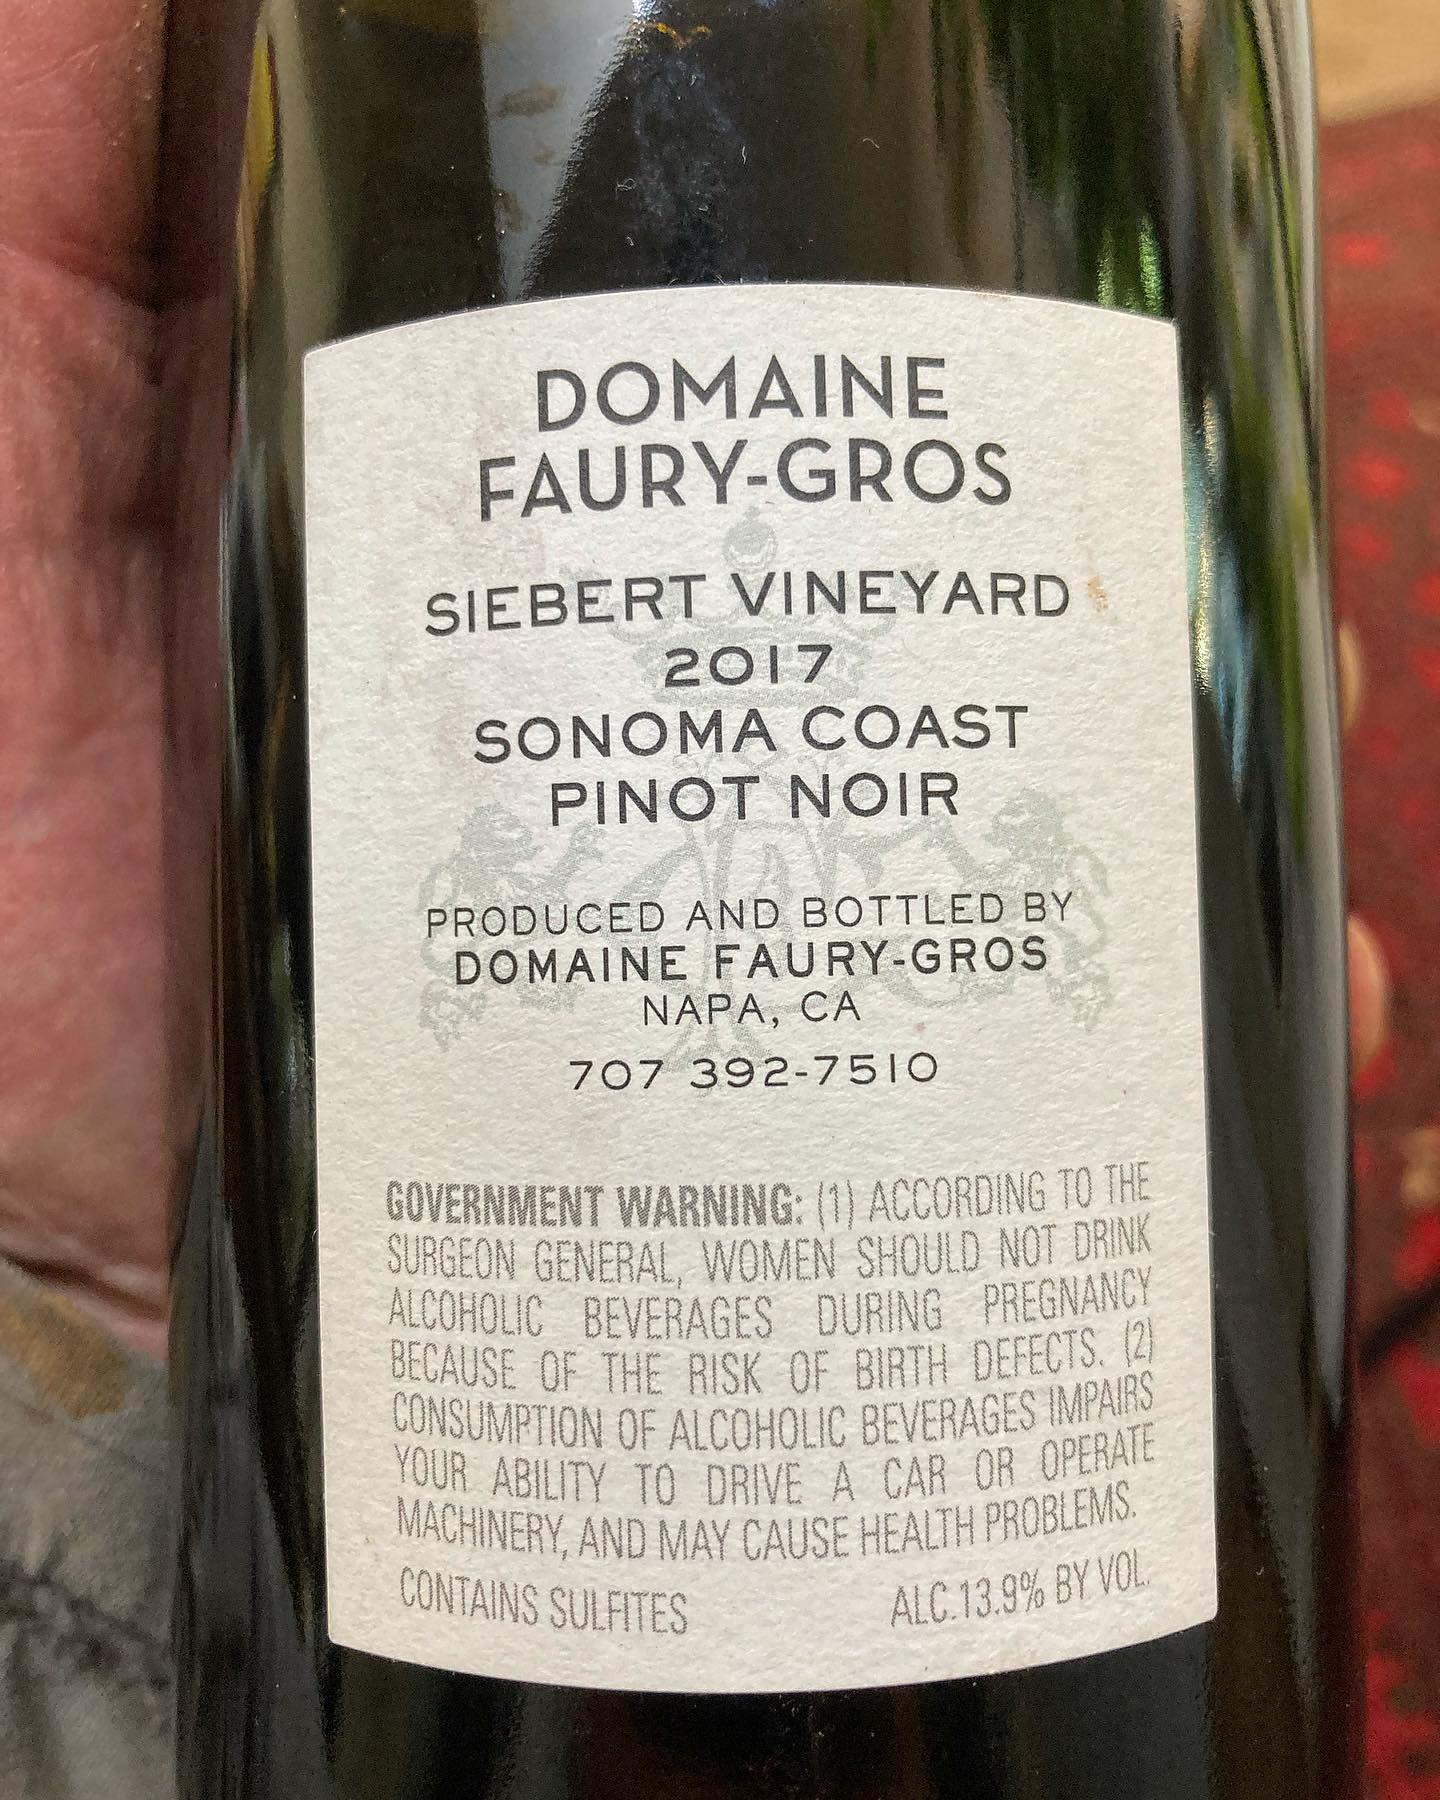 DOMAINE
FAURY-GROS
SIEBERT VINEYARD
2017
SONOMA COAST
PINOT NOIR
PRODUCED AND BOTTLED BY
DOMAINE FAURY-GROS
NAPA, CA
707 392-7510
GOVERNMENT WARNING: (1) ACCORDING TO THE
SURGEON GENERAL, WOMEN SHOULD NOT DRINK
ALCOHOLIC BEVERAGES DURING PREGNANCY
BECAUSE OF THE RISK OF BIRTH DEFECTS. (2)
CONSUMPTION OF ALCOHOLIC BEVERAGES IMPAIRS
YOUR ABILITY TO DRIVE A CAR OR OPERATE
MACHINERY, AND MAY CAUSE HEALTH PROBLEMS.
CONTAINS SULFITES ALC.13.9% BY VOL.